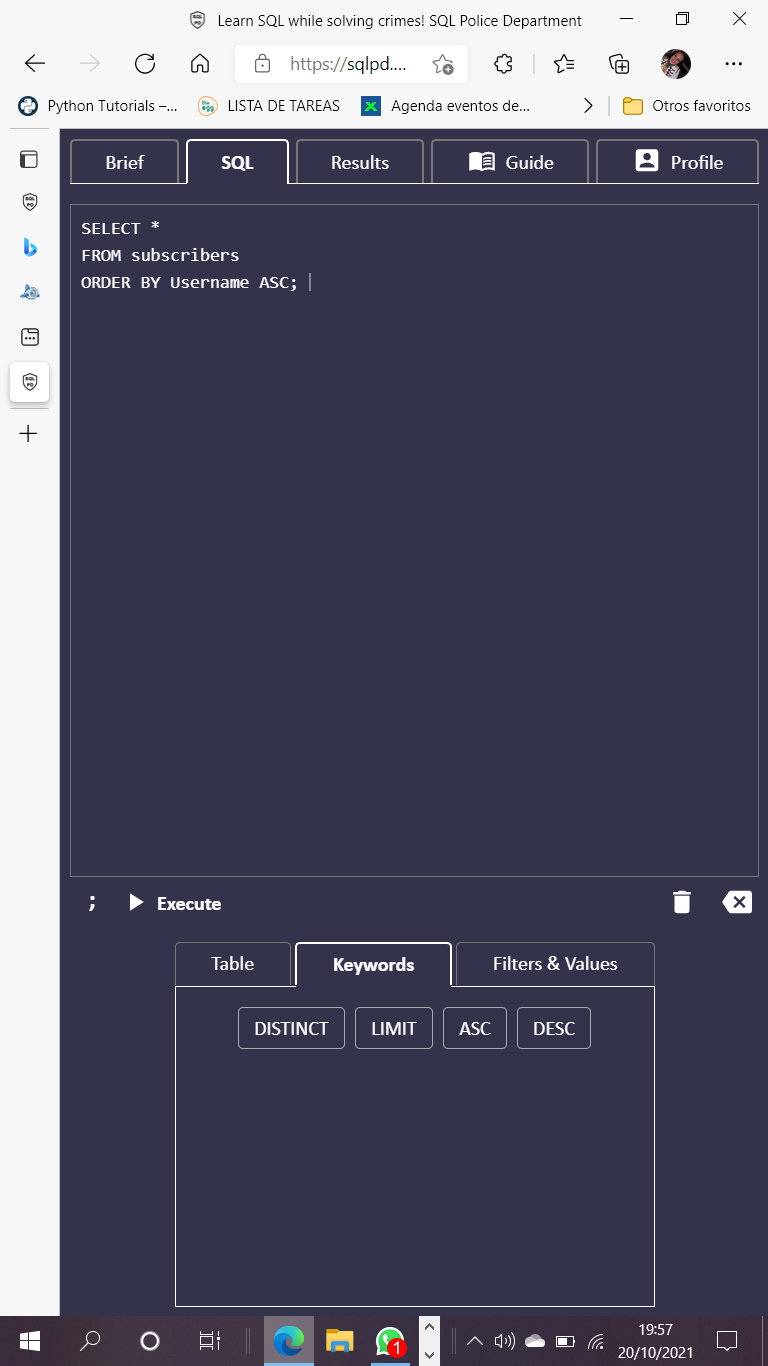 Learn SQL while solving crimes! SQL Police Department
https://sqlpd....
Python Tutorials –...
LISTA DE TAREAS
Agenda eventos de...
Otros favoritos
Brief
SQL
Results
Guide
Profile
SELECT *
FROM subscribers
ORDER BY Username ASC;
;
Execute
Table
Keywords
Filters & Values
DISTINCT
LIMIT
ASC
DESC
1
19:57
20/10/2021